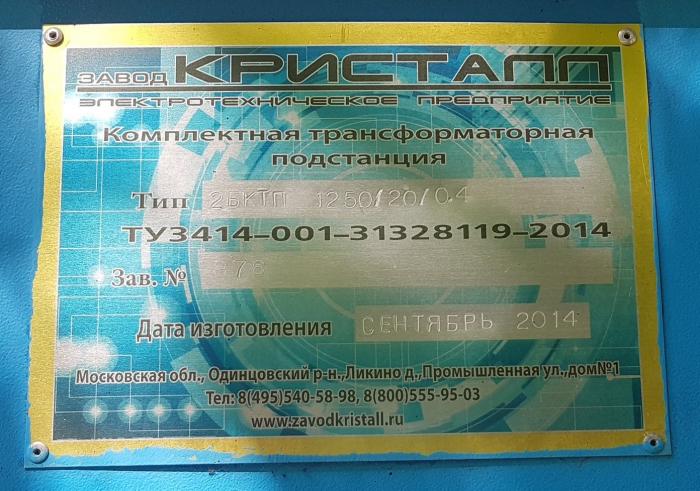 ЗАВОД КРИСТАЛЛ
ЭЛЕКТРОТЕХНИЧЕСКОЕ ПРЕДПРИЯТИЕ
Комплектная трансформаторная
подстанция
Тип 2БКТП 1250/20/0.4
ТУ3414-001-31328119-2014
Зав. №
Дата изготовления СЕНТЯБРЬ 2014
Московская обл., Одинцовский р-н.,Ликино д.,Промышленная ул.,дом№1
Тел: 8(495)540-58-98, 8(800)555-95-03
www.zavodkristall.ru